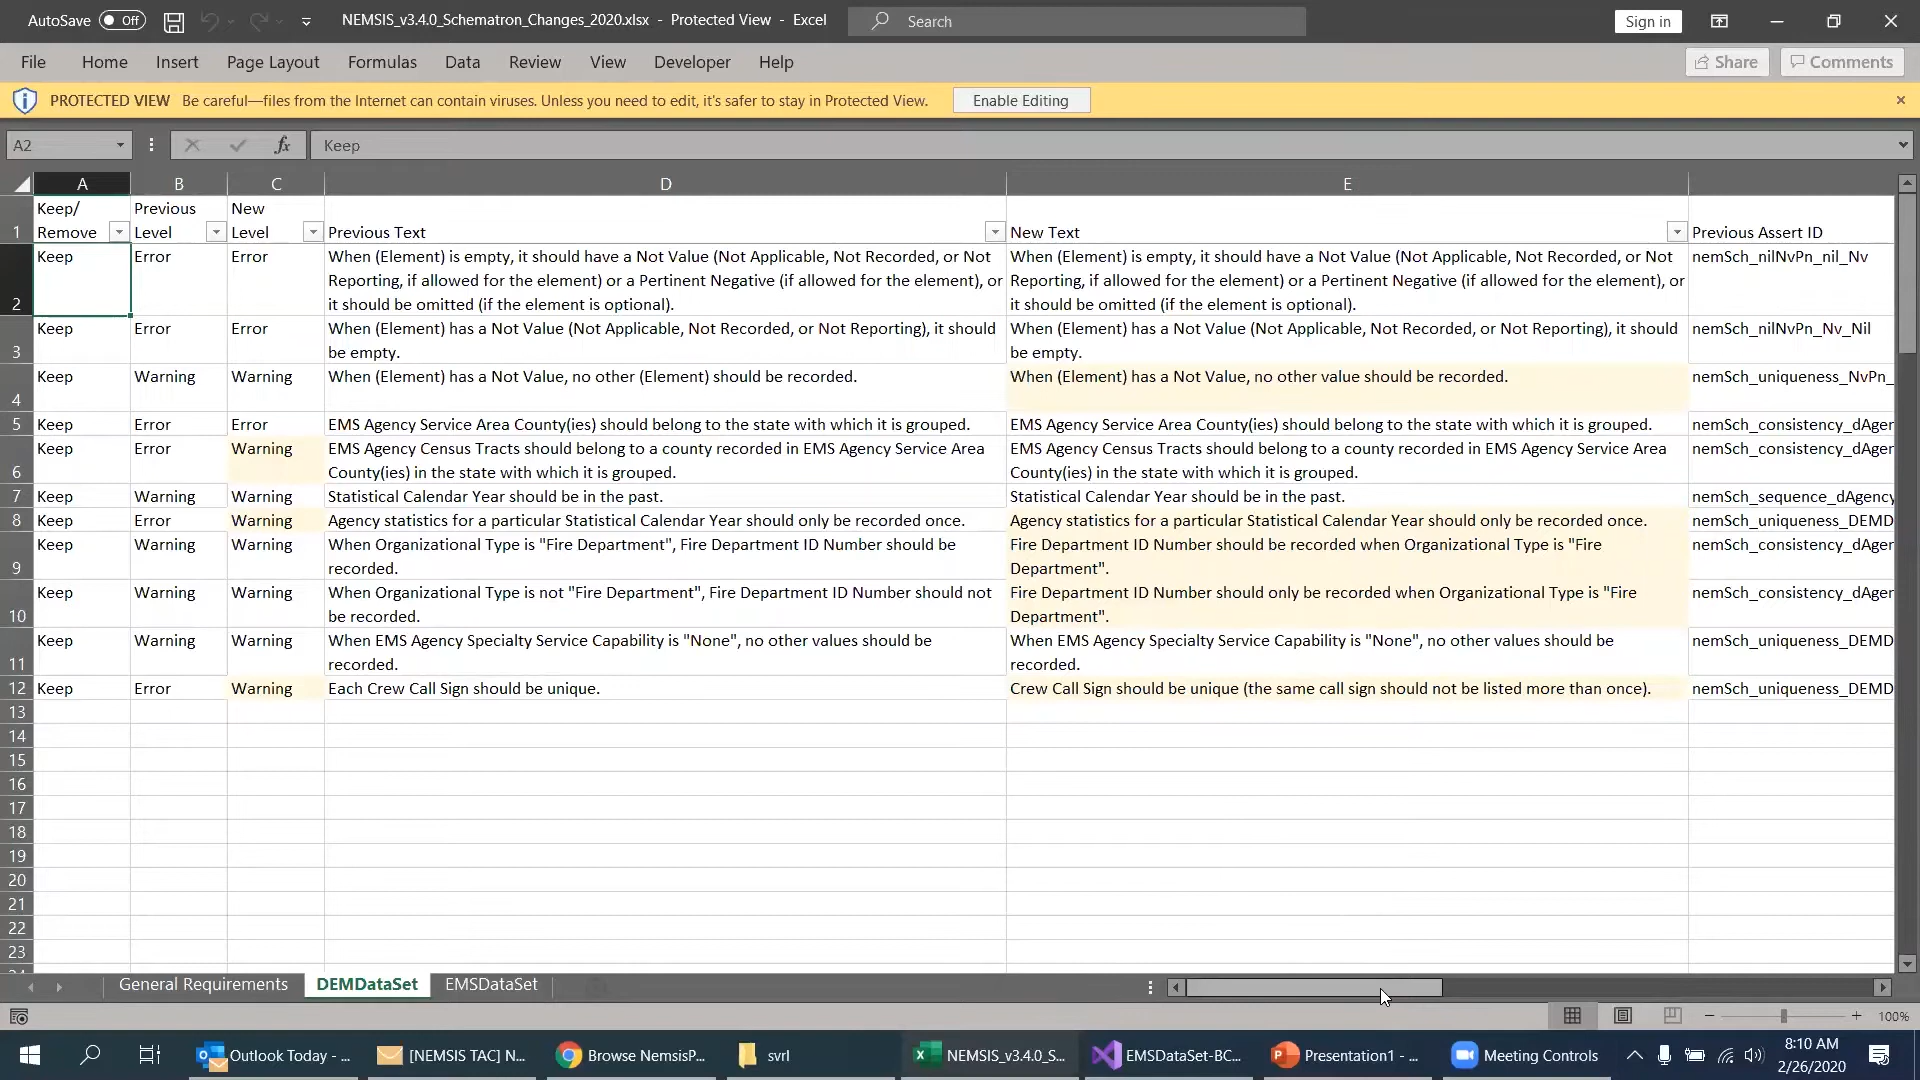 AutoSave Off NEMSIS_v3.4.0_Schematron_Changes_2020.xlsx - Protected View - Excel Search Sign in
File Home Insert Page Layout Formulas Data Review View Developer Help Share Comments
PROTECTED VIEW Be careful—files from the Internet can contain viruses. Unless you need to edit, it's safer to stay in Protected View. Enable Editing
A2 fx Keep
A B C D E
Keep/ Previous New
1 Remove Level Level Previous Text New Text Previous Assert ID
Keep Error Error When (Element) is empty, it should have a Not Value (Not Applicable, Not Recorded, or Not When (Element) is empty, it should have a Not Value (Not Applicable, Not Recorded, or Not nemSch_nilNvPn_nil_Nv
Reporting, if allowed for the element) or a Pertinent Negative (if allowed for the element), or Reporting, if allowed for the element) or a Pertinent Negative (if allowed for the element), or
2 it should be omitted (if the element is optional). it should be omitted (if the element is optional).
Keep Error Error When (Element) has a Not Value (Not Applicable, Not Recorded, or Not Reporting), it should When (Element) has a Not Value (Not Applicable, Not Recorded, or Not Reporting), it should nemSch_nilNvPn_Nv_Nil
3 be empty. be empty.
Keep Warning Warning When (Element) has a Not Value, no other (Element) should be recorded. When (Element) has a Not Value, no other value should be recorded. nemSch_uniqueness_NvPn_
4
5 Keep Error Error EMS Agency Service Area County(ies) should belong to the state with which it is grouped. EMS Agency Service Area County(ies) should belong to the state with which it is grouped. nemSch_consistency_dAger
Keep Error Warning EMS Agency Census Tracts should belong to a county recorded in EMS Agency Service Area EMS Agency Census Tracts should belong to a county recorded in EMS Agency Service Area nemSch_consistency_dAger
6 County(ies) in the state with which it is grouped. County(ies) in the state with which it is grouped.
7 Keep Warning Warning Statistical Calendar Year should be in the past. Statistical Calendar Year should be in the past. nemSch_sequence_dAgency
8 Keep Error Warning Agency statistics for a particular Statistical Calendar Year should only be recorded once. Agency statistics for a particular Statistical Calendar Year should only be recorded once. nemSch_uniqueness_DEMD
Keep Warning Warning When Organizational Type is "Fire Department", Fire Department ID Number should be Fire Department ID Number should be recorded when Organizational Type is "Fire nemSch_consistency_dAger
9 recorded. Department".
Keep Warning Warning When Organizational Type is not "Fire Department", Fire Department ID Number should not Fire Department ID Number should only be recorded when Organizational Type is "Fire nemSch_consistency_dAger
10 be recorded. Department".
Keep Warning Warning When EMS Agency Specialty Service Capability is "None", no other values should be When EMS Agency Specialty Service Capability is "None", no other values should be nemSch_uniqueness_DEMD
11 recorded. recorded.
12 Keep Error Warning Each Crew Call Sign should be unique. Crew Call Sign should be unique (the same call sign should not be listed more than once). nemSch_uniqueness_DEMD
13
14
15
16
17
18
19
20
21
22
23
General Requirements DEMDataSet EMSDataSet
100%
Outlook Today - ... [NEMSIS TAC] N... Browse NemsisP... svrl NEMSIS_v3.4.0_S... EMSDataSet-BC... Presentation1 - ... Meeting Controls 8:10 AM
2/26/2020